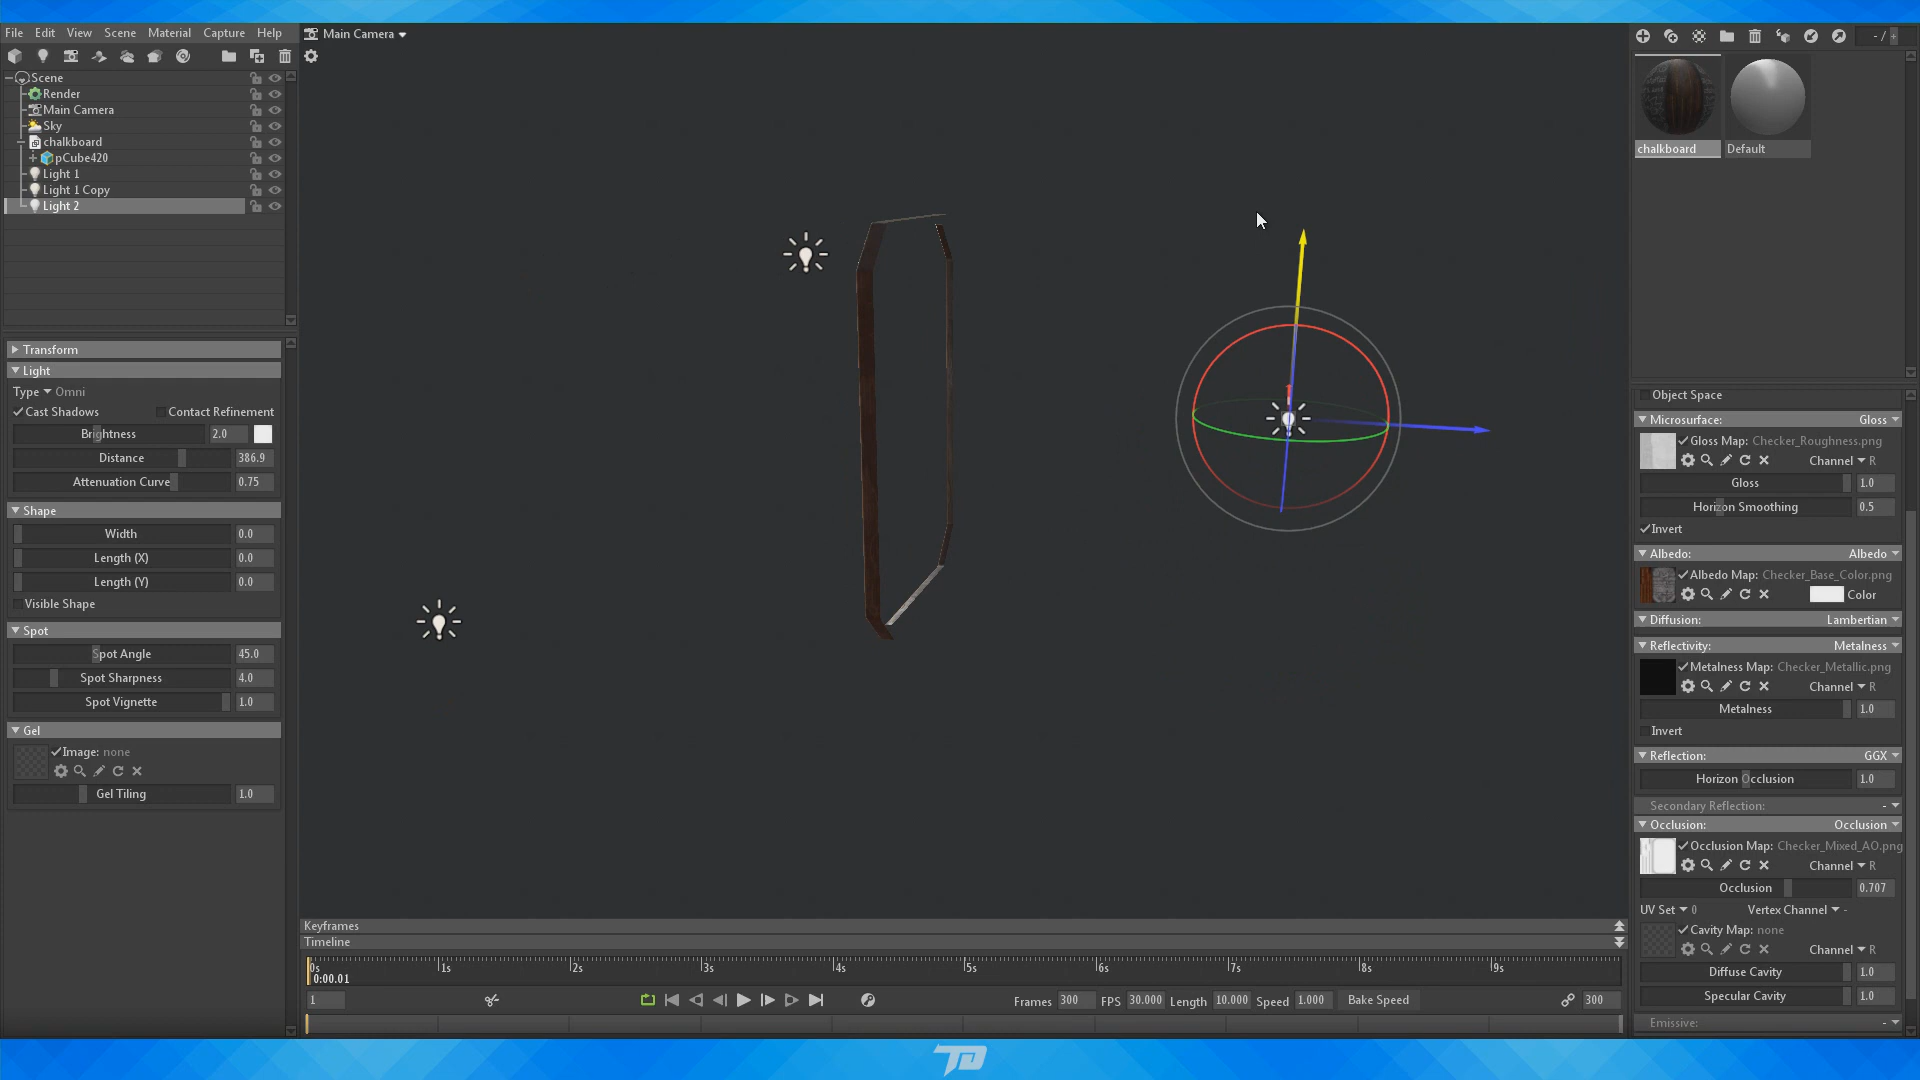 File Edit View Scene Material Capture Help
Main Camera
- / +
Scene
Render
Main Camera
Sky
chalkboard
pCube420
Light 1
Light 1 Copy
Light 2
chalkboard Default
Transform
Light
Type Omni
Cast Shadows Contact Refinement
Brightness 2.0
Distance 386.9
Attenuation Curve 0.75
Shape
Width 0.0
Length (X) 0.0
Length (Y) 0.0
Visible Shape
Spot
Spot Angle 45.0
Spot Sharpness 4.0
Spot Vignette 1.0
Gel
Image: none
Gel Tiling 1.0
Object Space
Microsurface: Gloss
Gloss Map: Checker_Roughness.png
Channel R
Gloss 1.0
Horizon Smoothing 0.5
Invert
Albedo: Albedo
Albedo Map: Checker_Base_Color.png
Color
Diffusion: Lambertian
Reflectivity: Metalness
Metalness Map: Checker_Metallic.png
Channel R
Metalness 1.0
Invert
Reflection: GGX
Horizon Occlusion 1.0
Secondary Reflection: -
Occlusion: Occlusion
Occlusion Map: Checker_Mixed_AO.png
Channel R
Occlusion 0.707
UV Set 0 Vertex Channel -
Cavity Map: none
Channel R
Diffuse Cavity 1.0
Specular Cavity 1.0
Emissive: -
Keyframes
Timeline
0s 1s 2s 3s 4s 5s 6s 7s 8s 9s
0:00.01
1 Frames 300 FPS 30.000 Length 10.000 Speed 1.000 Bake Speed 300